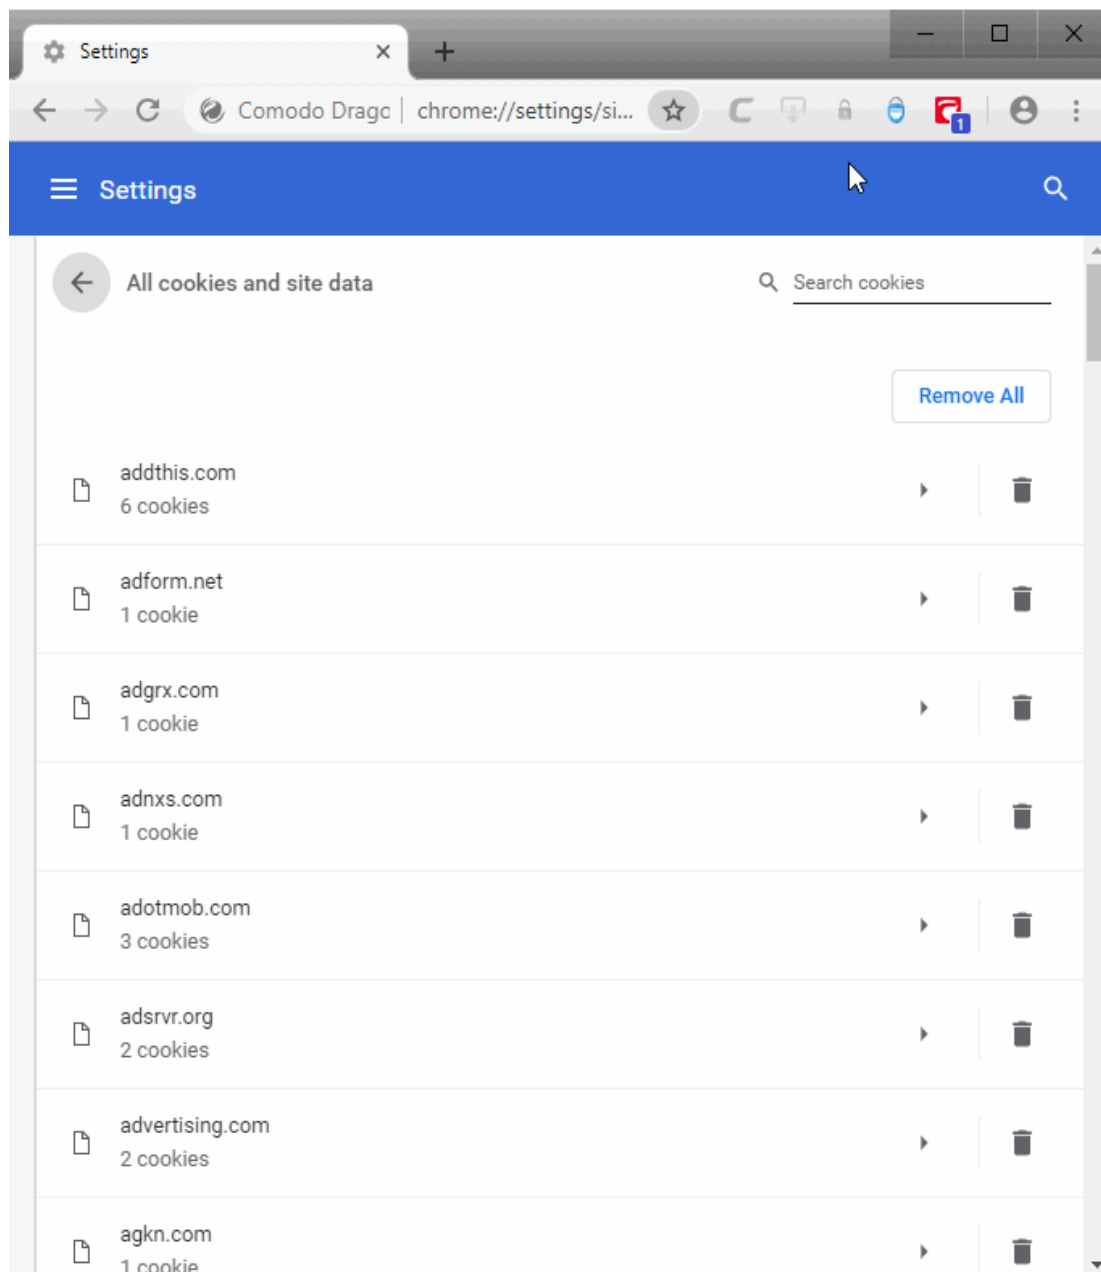 Settings
Comodo Drago
chrome://settings/si...
1
Settings
All cookies and site data
Search cookies
Remove All
addthis.com
6 cookies
adform.net
1 cookie
adgrx.com
1 cookie
adnxs.com
1 cookie
adotmob.com
3 cookies
adsrvr.org
2 cookies
advertising.com
2 cookies
agkn.com
1 cookie